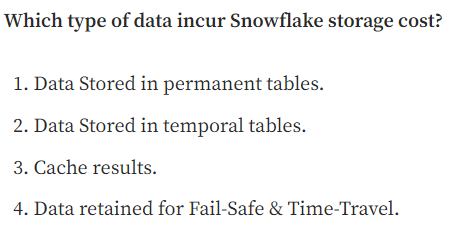 Which type of data incur Snowflake storage cost?
1. Data Stored in permanent tables.
2. Data Stored in temporal tables.
3. Cache results.
4. Data retained for Fail-Safe & Time-Travel.